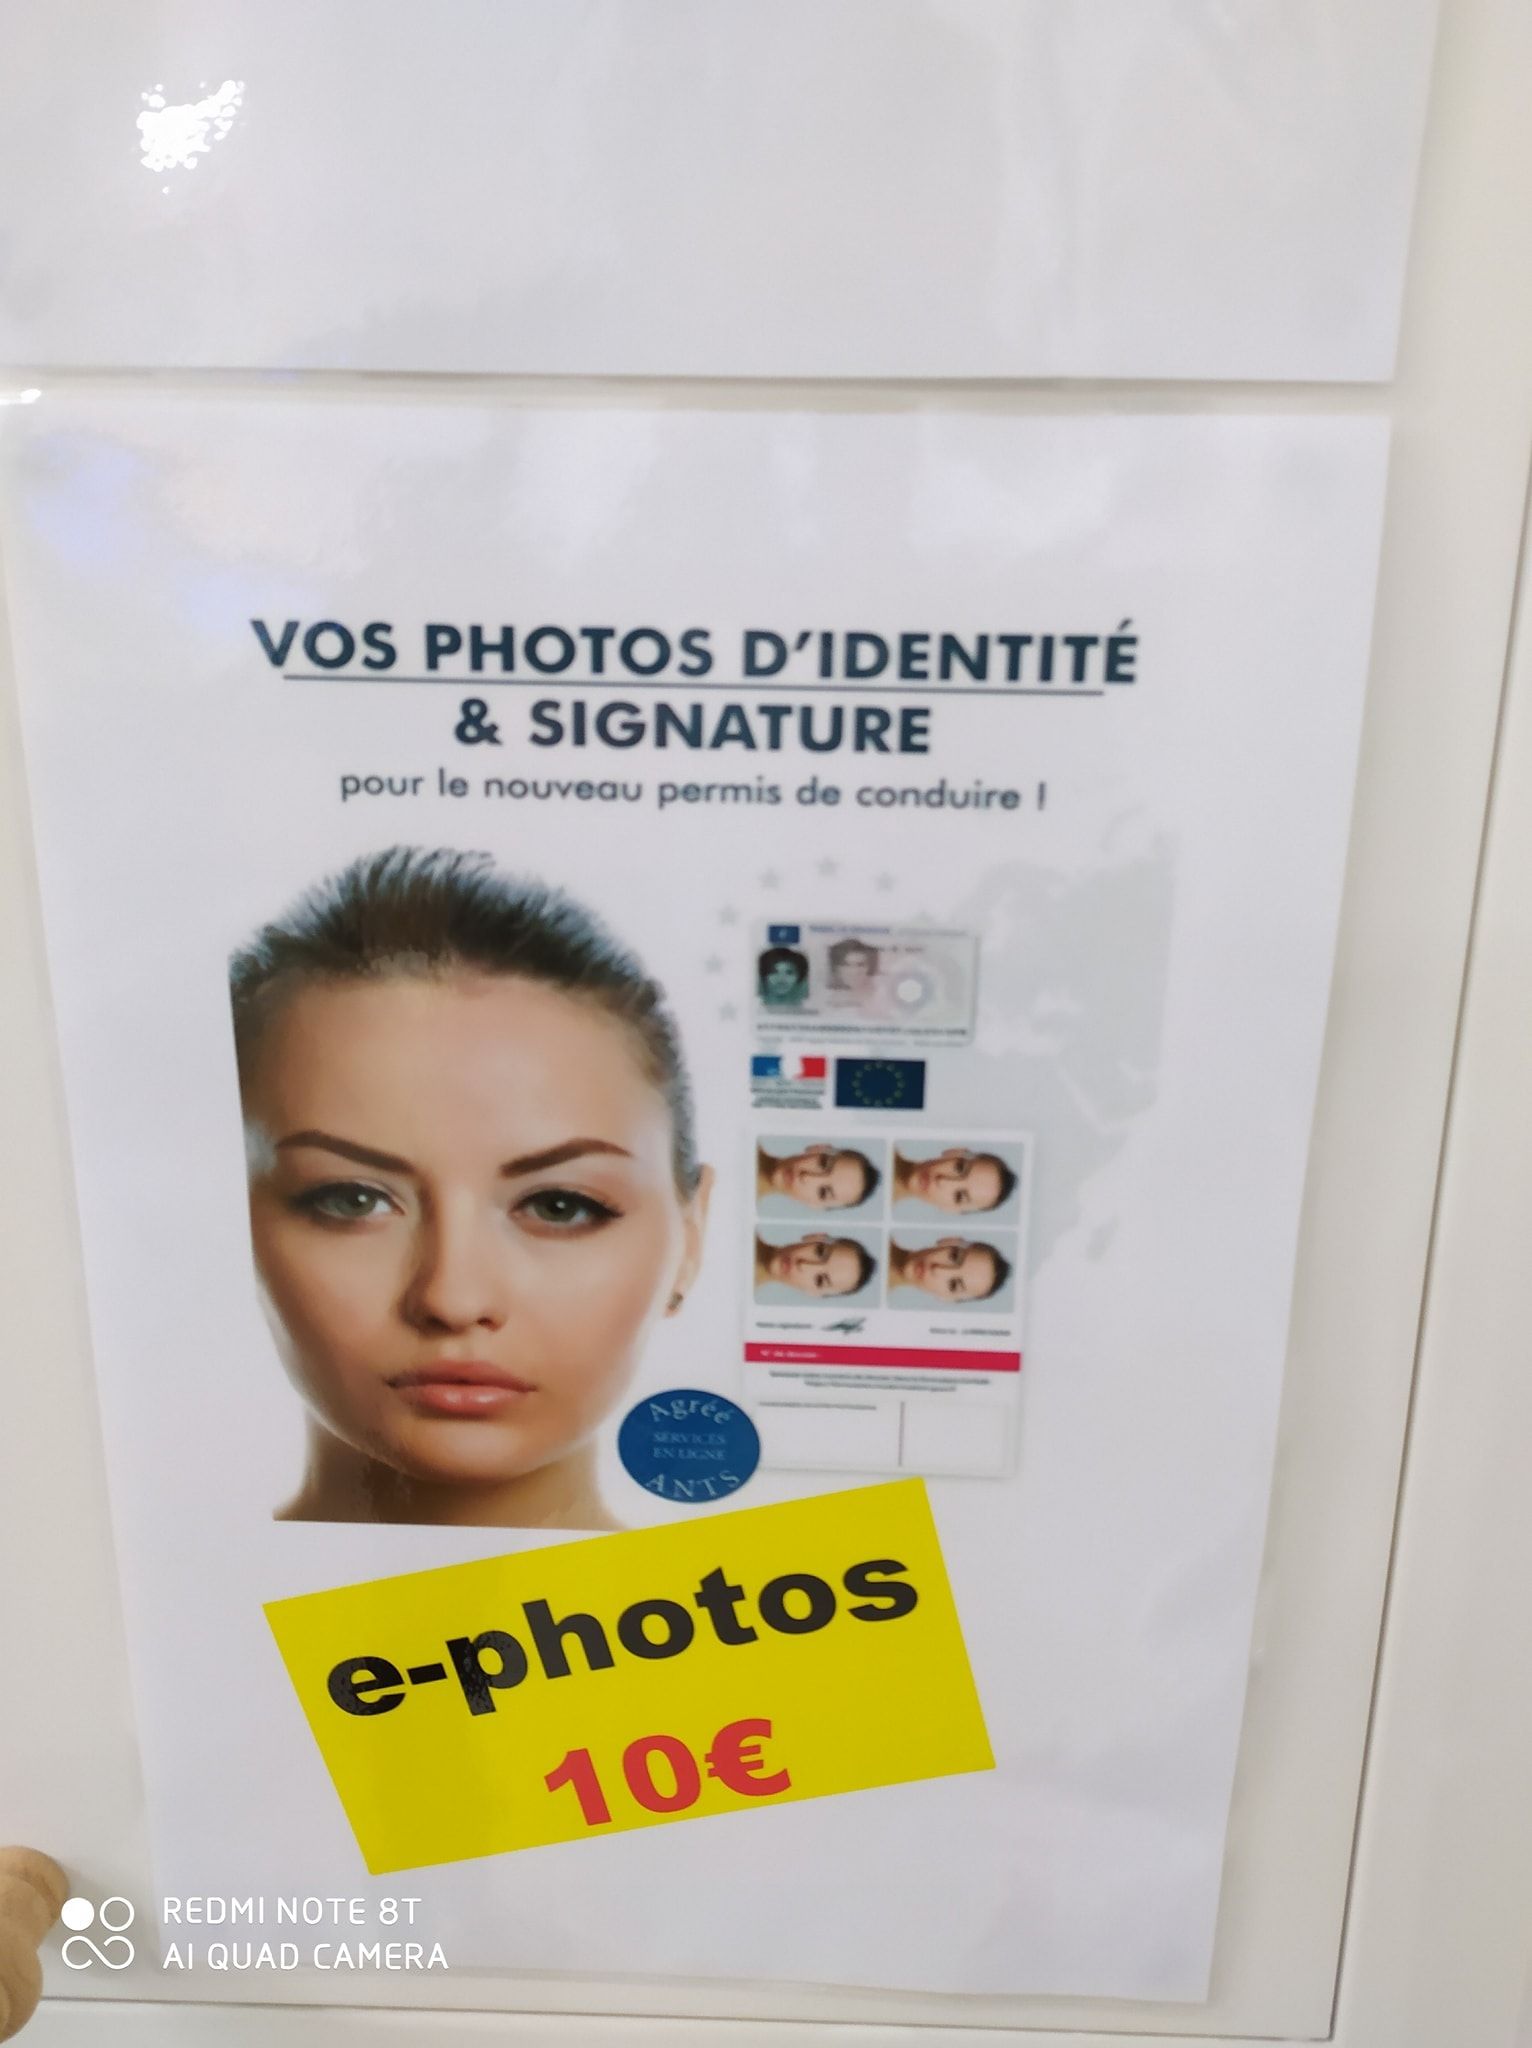 VOS PHOTOS D'IDENTITÉ
& SIGNATURE
pour le nouveau permis de conduire !
Agréé
SERVICES
EN LIGNE
ANTS
e-photos
10€
REDMI NOTE 8T
AI QUAD CAMERA